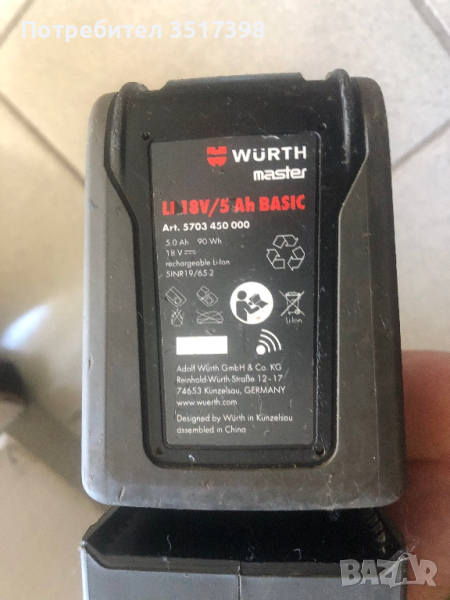 Потребител 3517398
WÜRTH
master
LI 18V/5 Ah BASIC
Art. 5703 450 000
5.0 Ah 90 Wh
18 V
rechargeable Li-Ion
5INR19/65-2
Li-Ion
Adolf Würth GmbH & Co. KG
Reinhold-Würth-Straße 12 - 17
74653 Künzelsau, GERMANY
www.wuerth.com
Designed by Würth in Künzelsau
assembled in China
BAZAR